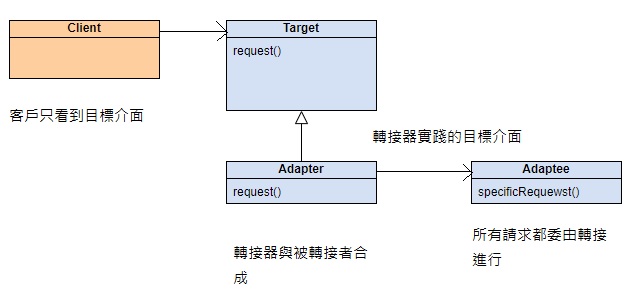 Client
Target
request()
客戶只看到目標介面
轉接器實踐的目標介面
Adapter
request()
Adaptee
specificRequewst()
轉接器與被轉接者合
成
所有請求都委由轉接
進行